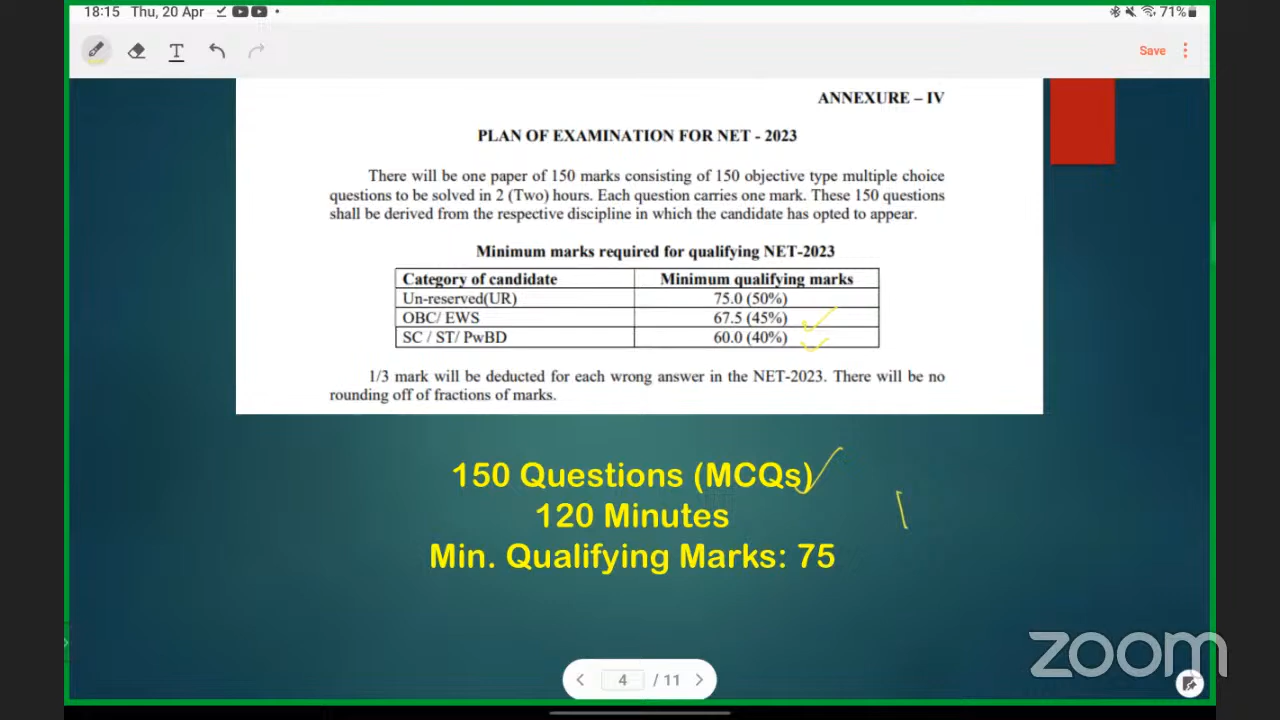 18:15 Thu, 20 Apr
71%
T
Save
ANNEXURE – IV
PLAN OF EXAMINATION FOR NET - 2023
There will be one paper of 150 marks consisting of 150 objective type multiple choice
questions to be solved in 2 (Two) hours. Each question carries one mark. These 150 questions
shall be derived from the respective discipline in which the candidate has opted to appear.
Minimum marks required for qualifying NET-2023
Category of candidate Minimum qualifying marks
Un-reserved(UR) 75.0 (50%)
OBC/ EWS 67.5 (45%)
SC / ST/ PwBD 60.0 (40%)
1/3 mark will be deducted for each wrong answer in the NET-2023. There will be no
rounding off of fractions of marks.
150 Questions (MCQs)
120 Minutes
Min. Qualifying Marks: 75
zoom
4 / 11